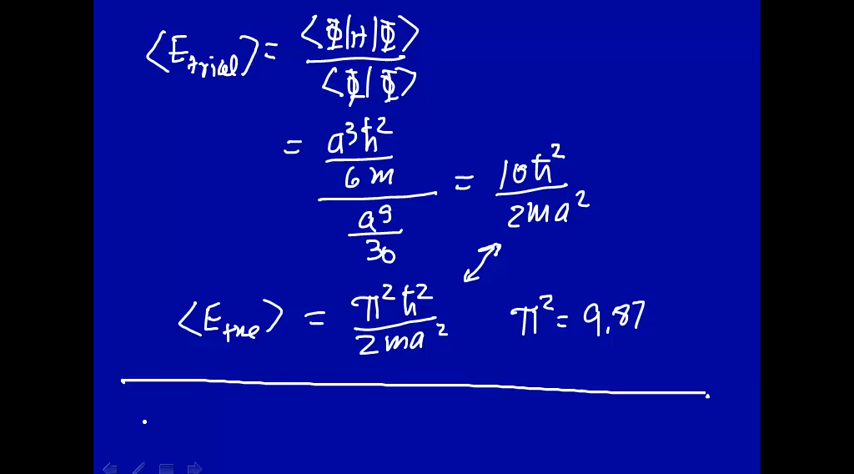 ⟨E_trial⟩ = ⟨Φ|H|Φ⟩ / ⟨Φ|Φ⟩
= (a³ħ² / 6m) / (a⁹ / 30) = 10ħ² / 2ma²
⟨E_true⟩ = π²ħ² / 2ma² π² = 9.87